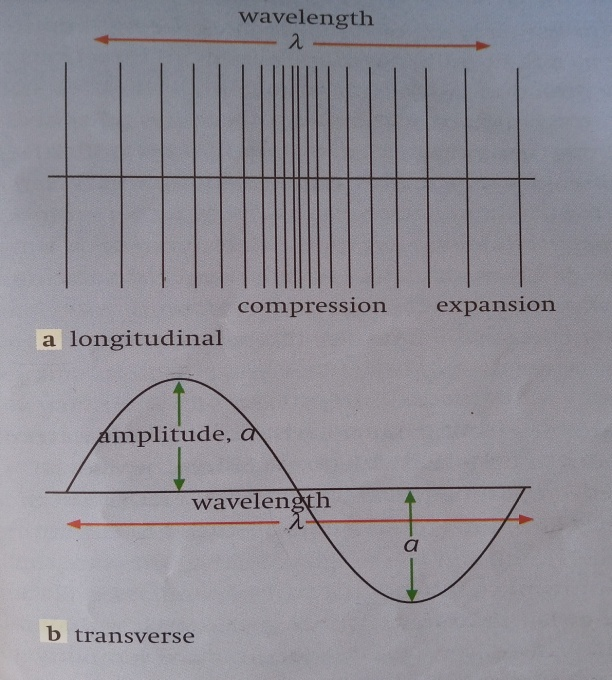 wavelength
λ
compression expansion
a longitudinal
amplitude, a
wavelength
λ
a
b transverse